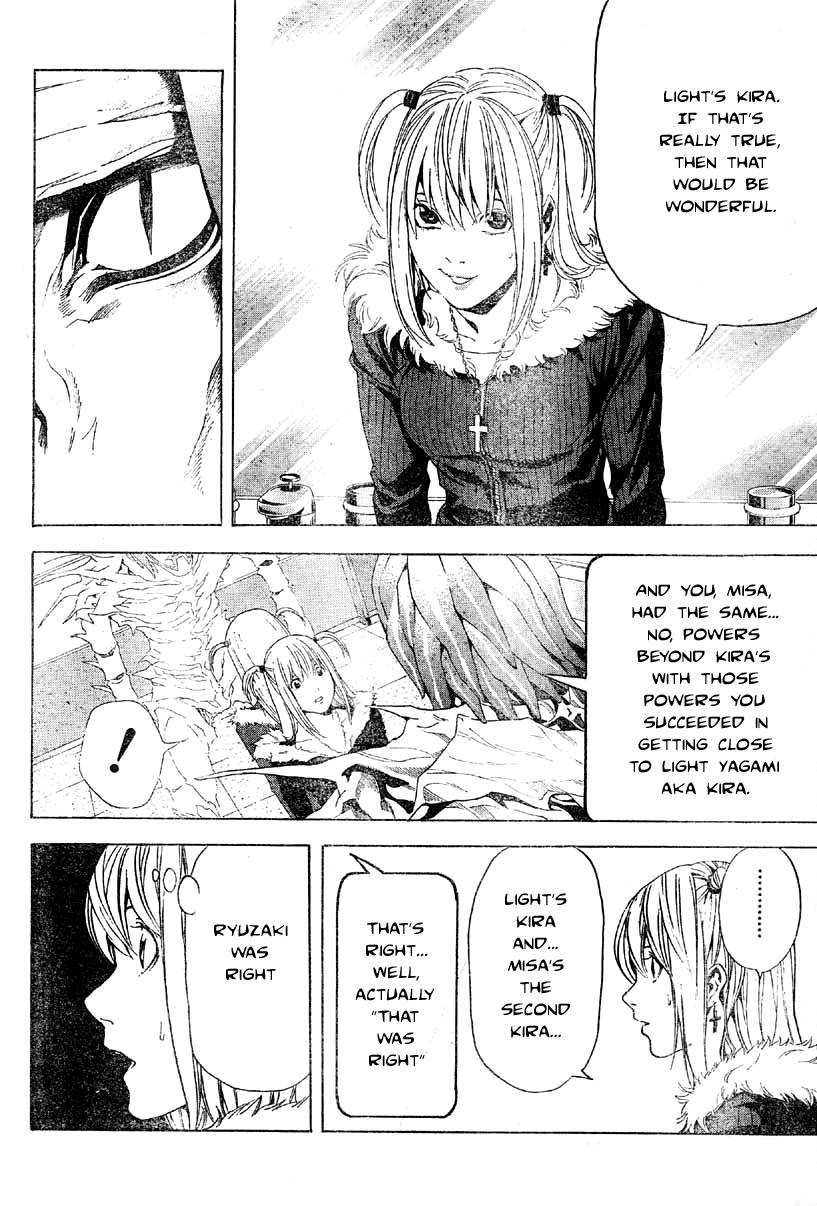 LIGHT'S KIRA.
IF THAT'S
REALLY TRUE,
THEN THAT
WOULD BE
WONDERFUL.
AND YOU, MISA,
HAD THE SAME...
NO, POWERS
BEYOND KIRA'S
WITH THOSE
POWERS YOU
SUCCEEDED IN
GETTING CLOSE
TO LIGHT YAGAMI
AKA KIRA.
!
.........
LIGHT'S
KIRA
AND...
MISA'S
THE
SECOND
KIRA...
THAT'S
RIGHT...
WELL,
ACTUALLY
"THAT
WAS
RIGHT"
RYUZAKI
WAS
RIGHT